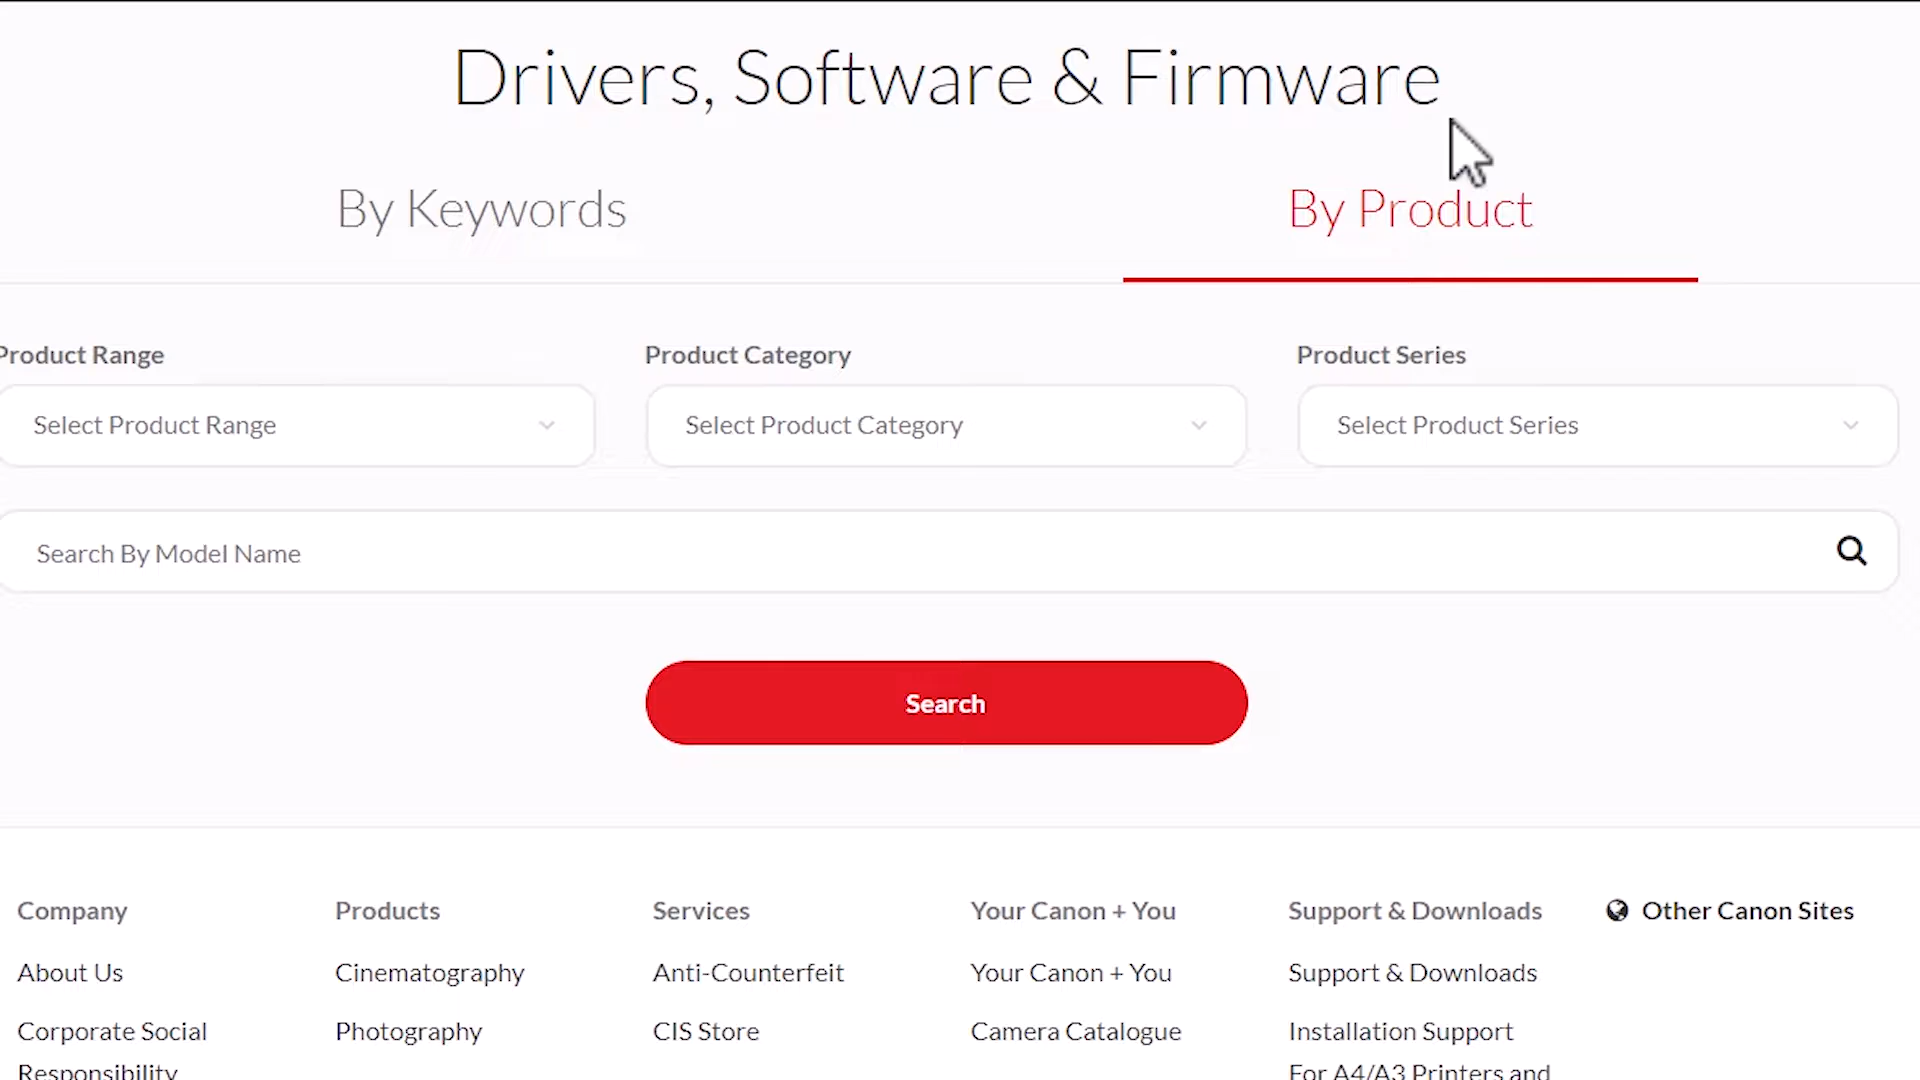 Drivers, Software & Firmware
By Keywords
By Product
Product Range
Product Category
Product Series
Select Product Range
Select Product Category
Select Product Series
Search By Model Name
Search
Company
Products
Services
Your Canon + You
Support & Downloads
Other Canon Sites
About Us
Cinematography
Anti-Counterfeit
Your Canon + You
Support & Downloads
Corporate Social
Photography
CIS Store
Camera Catalogue
Installation Support
Responsibility
For A4/A3 Printers and